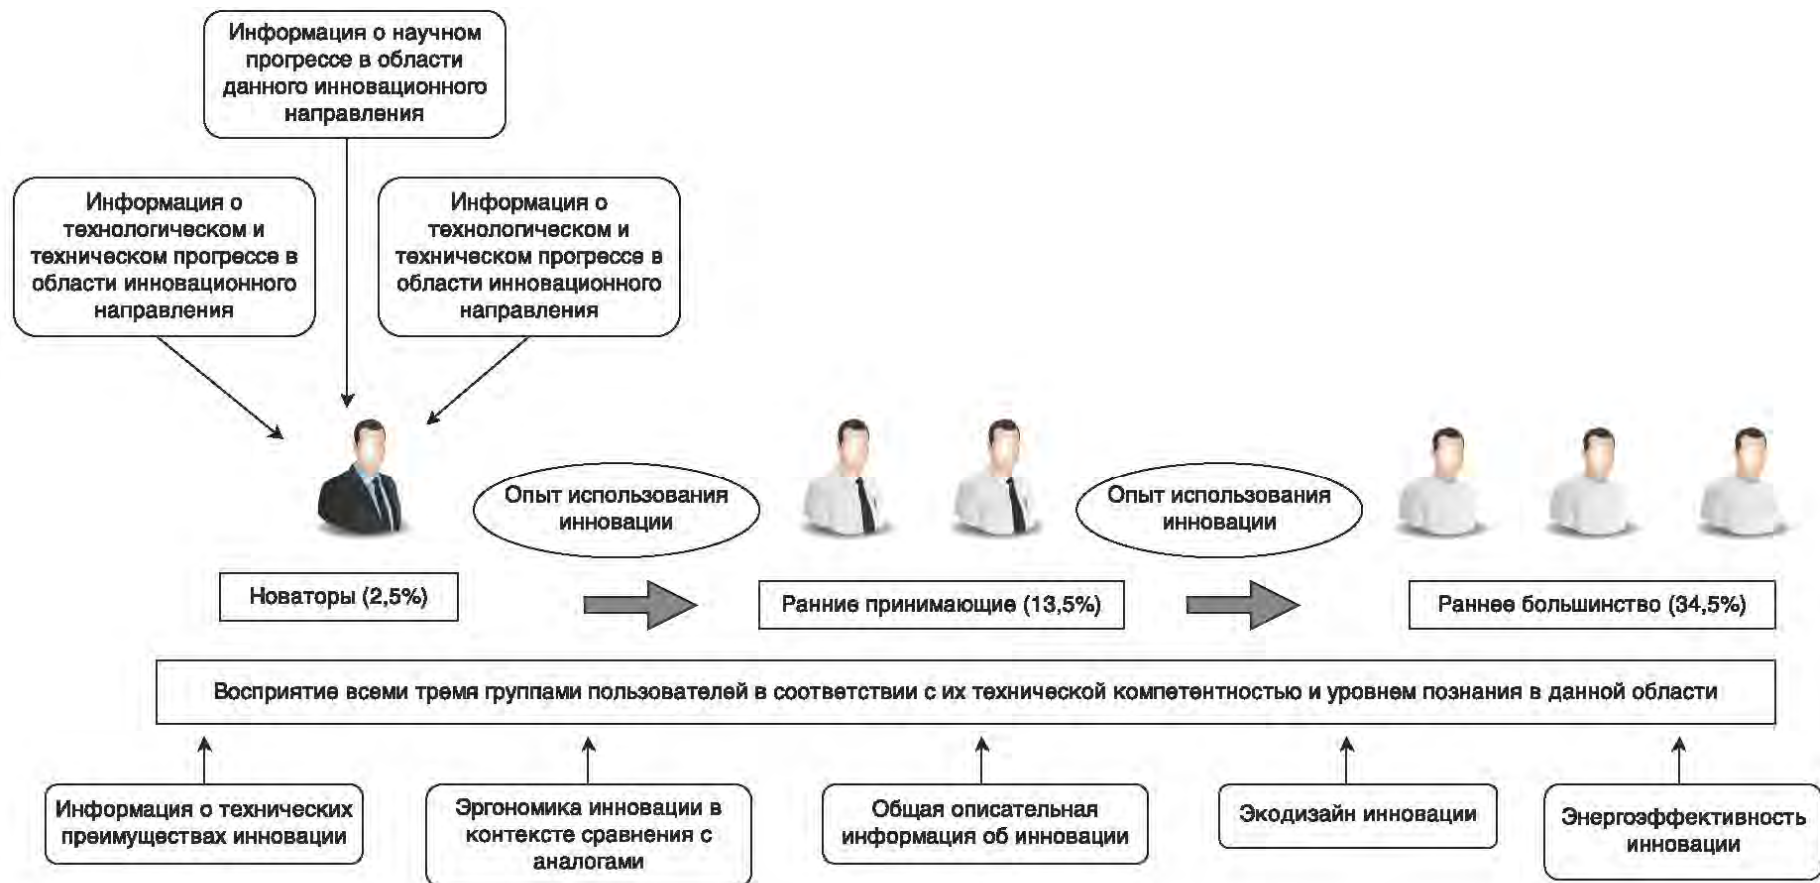 Информация о научном
прогрессе в области
данного инновационного
направления
Информация о
технологическом и
техническом прогрессе в
области инновационного
направления
Информация о
технологическом и
техническом прогрессе в
области инновационного
направления
Опыт использования
инновации
Опыт использования
инновации
Новаторы (2,5%)
Ранние принимающие (13,5%)
Раннее большинство (34,5%)
Восприятие всеми тремя группами пользователей в соответствии с их технической компетентностью и уровнем познания в данной области
Информация о технических
преимуществах инновации
Эргономика инновации в
контексте сравнения с
аналогами
Общая описательная
информация об инновации
Экодизайн инновации
Энергоэффективность
инновации